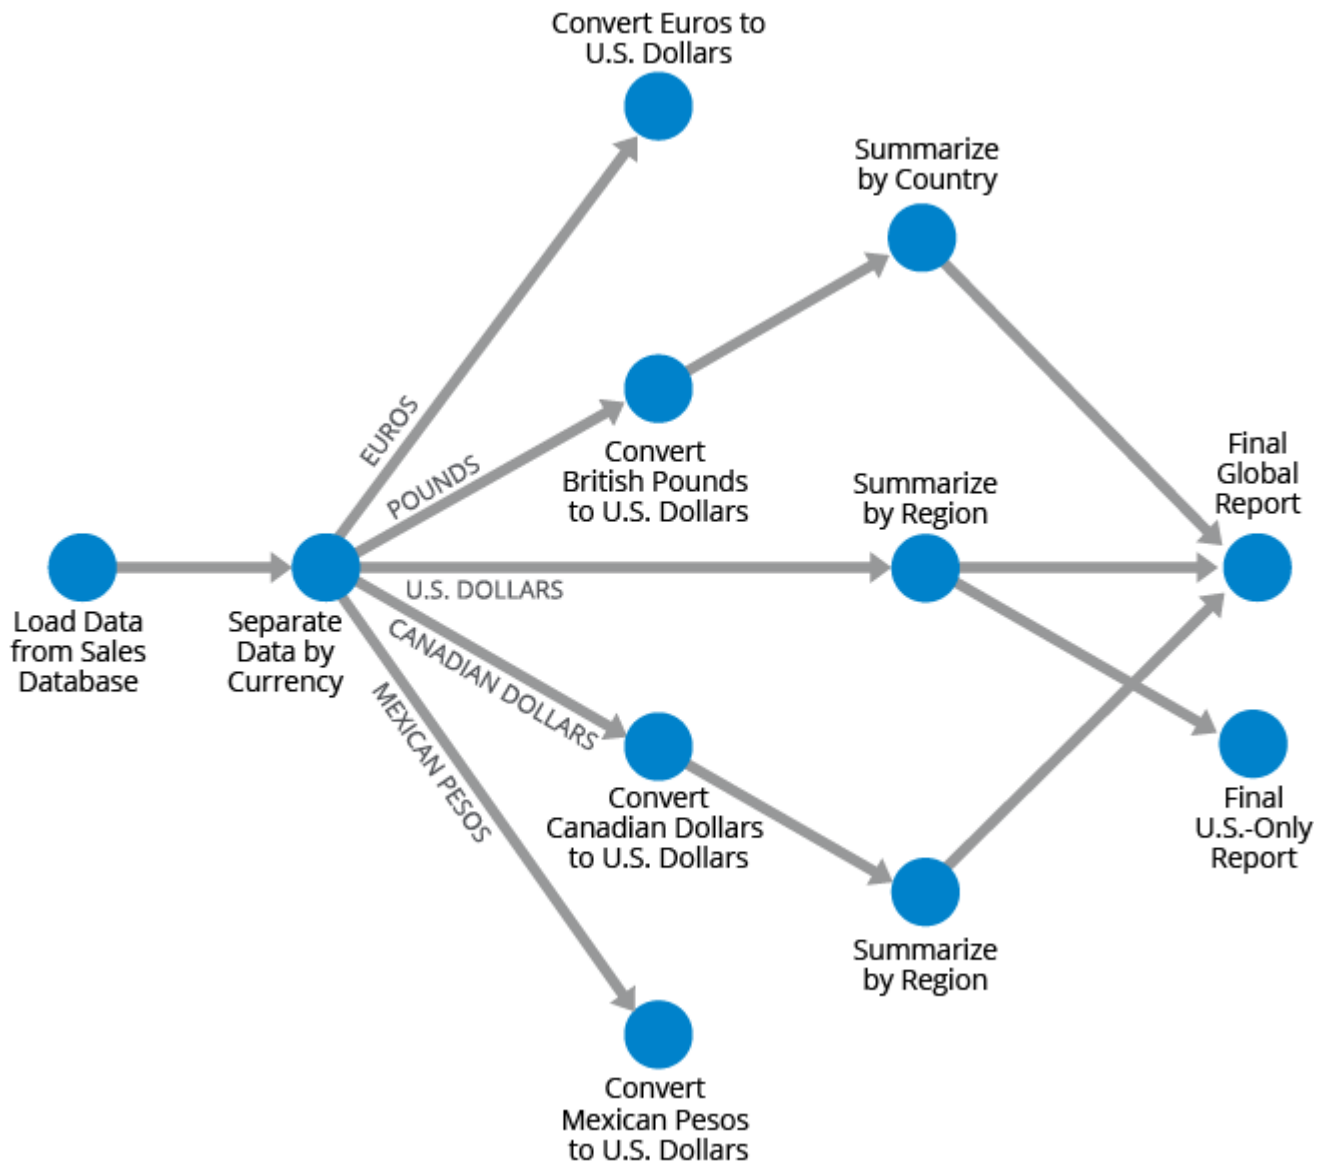 Convert Euros to
U.S. Dollars
Summarize
by Country
EUROS
POUNDS
Convert
British Pounds
to U.S. Dollars
Summarize
by Region
Final
Global
Report
U.S. DOLLARS
Load Data
from Sales
Database
Separate
Data by
Currency
CANADIAN DOLLARS
MEXICAN PESOS
Convert
Canadian Dollars
to U.S. Dollars
Final
U.S.-Only
Report
Summarize
by Region
Convert
Mexican Pesos
to U.S. Dollars